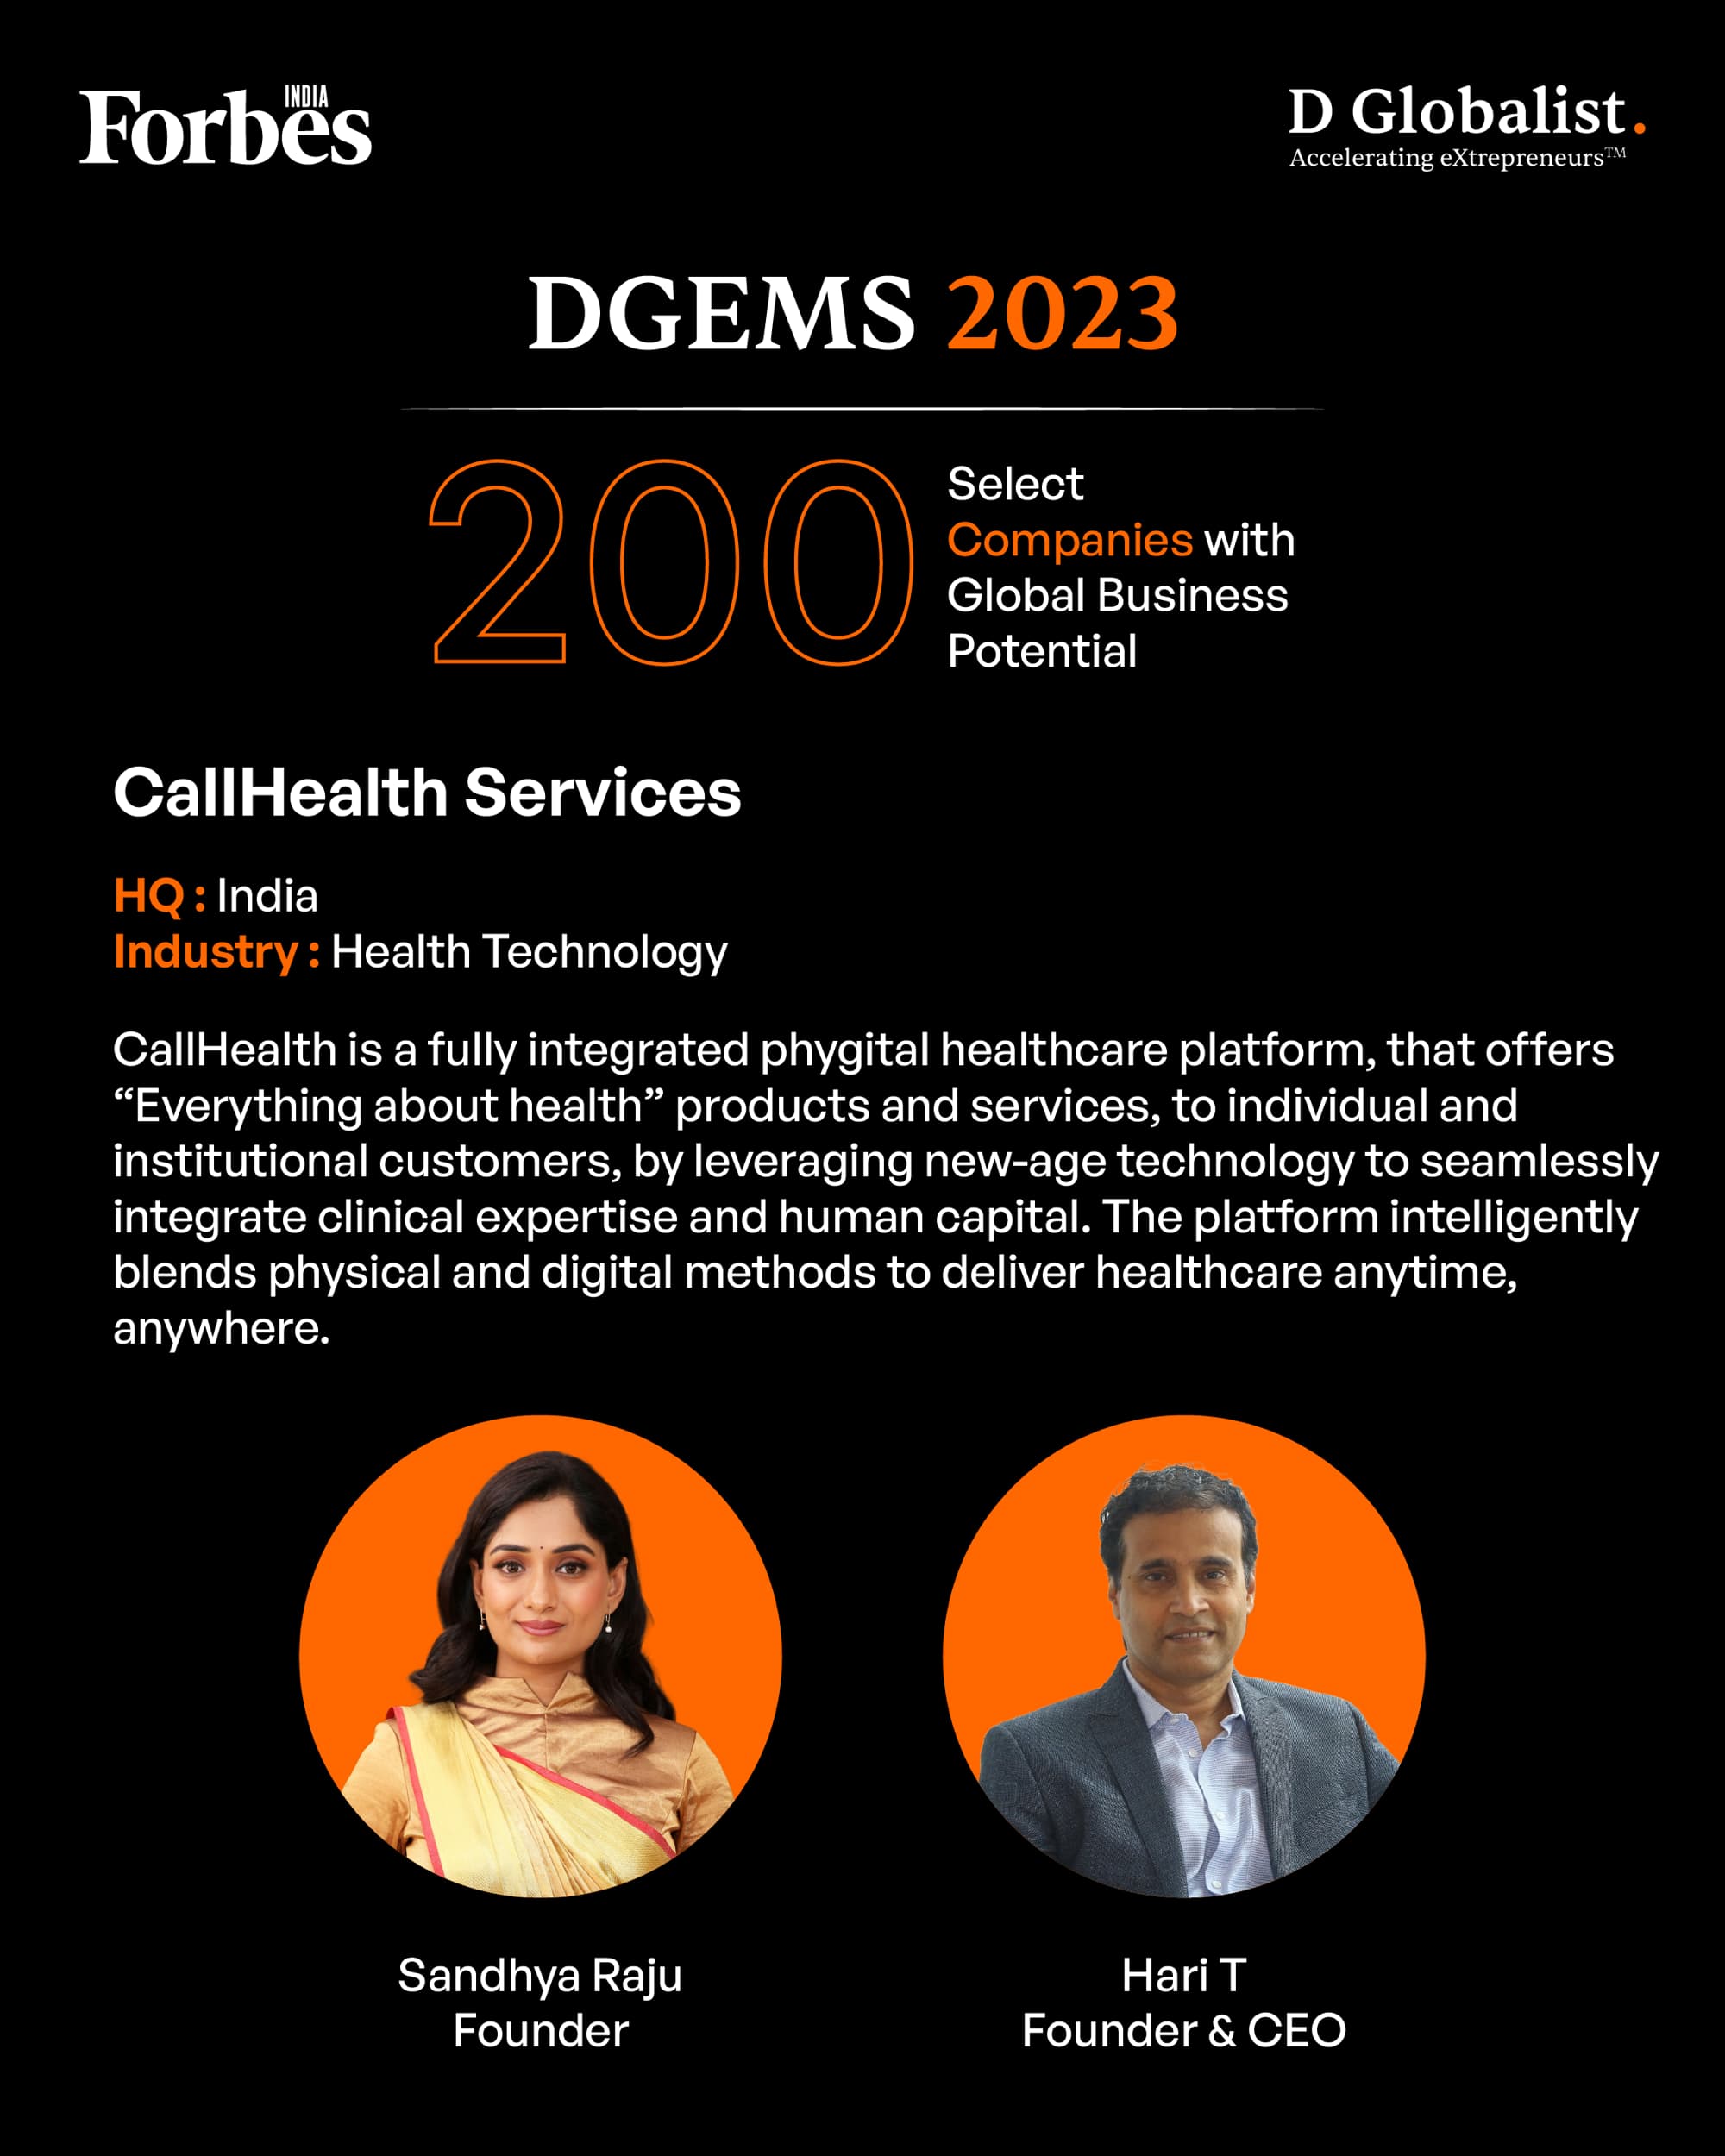 Forbes INDIA
D Globalist.
Accelerating eXtrepreneurs™
DGEMS 2023
200
Select
Companies with
Global Business
Potential
CallHealth Services
HQ : India
Industry : Health Technology
CallHealth is a fully integrated phygital healthcare platform, that offers
“Everything about health” products and services, to individual and
institutional customers, by leveraging new-age technology to seamlessly
integrate clinical expertise and human capital. The platform intelligently
blends physical and digital methods to deliver healthcare anytime,
anywhere.
Sandhya Raju
Founder
Hari T
Founder & CEO